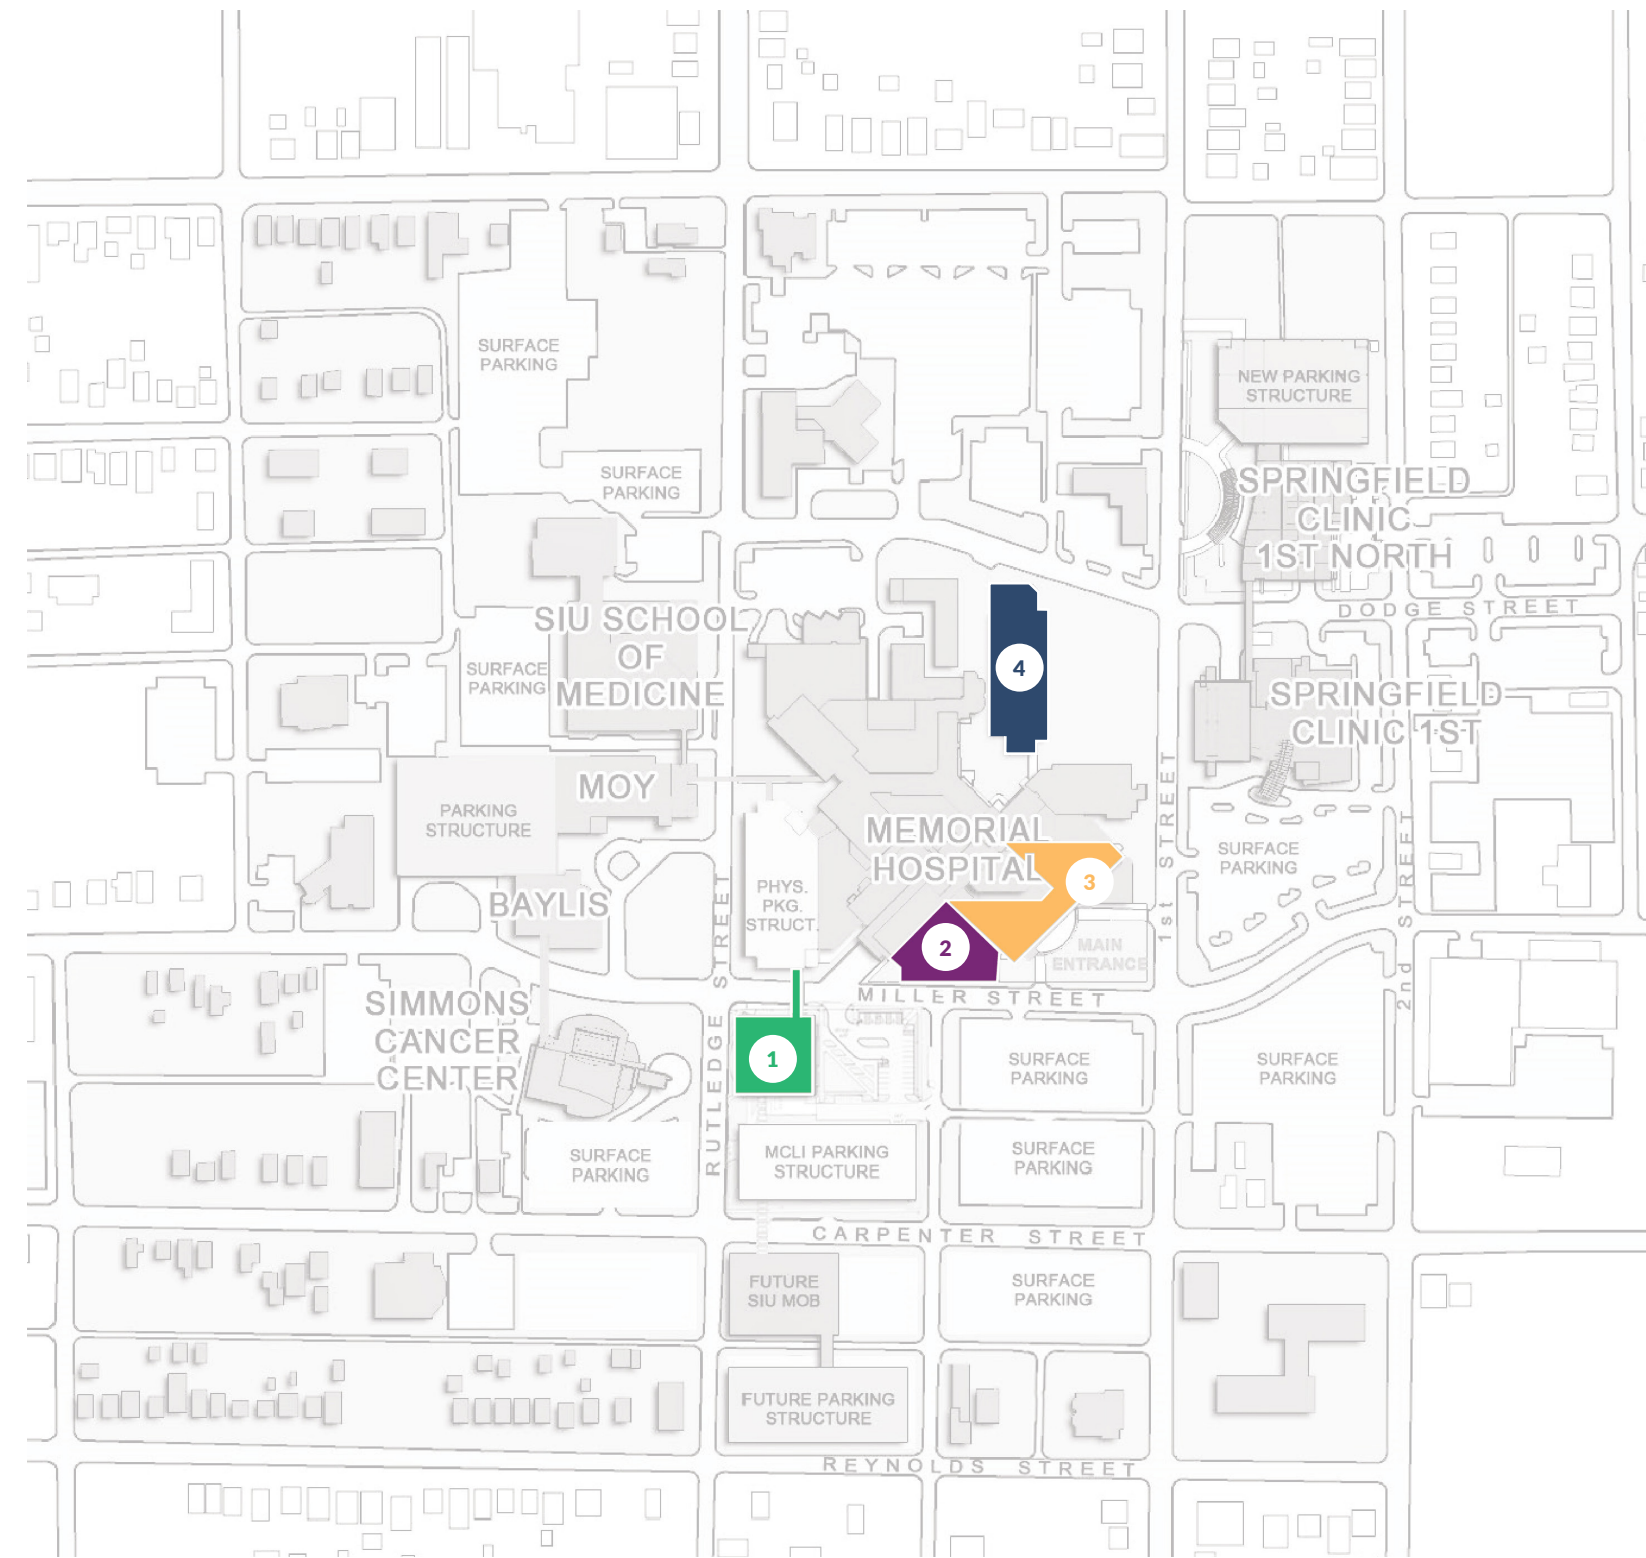 SURFACE
PARKING
NEW PARKING
STRUCTURE
SURFACE
PARKING
SPRINGFIELD
CLINIC
1ST NORTH
DODGE STREET
SIU SCHOOL
OF
MEDICINE
SURFACE
PARKING
4
SPRINGFIELD
CLINIC 1ST
MOY
PARKING
STRUCTURE
MEMORIAL
HOSPITAL
1st STREET
SURFACE
PARKING
2nd STREET
3
PHYS.
PKG.
STRUCT.
BAYLIS
2
MAIN
ENTRANCE
MILLER STREET
SIMMONS
CANCER
CENTER
RUTLEDGE STREET
1
SURFACE
PARKING
SURFACE
PARKING
SURFACE
PARKING
MCLI PARKING
STRUCTURE
SURFACE
PARKING
CARPENTER STREET
FUTURE
SIU MOB
SURFACE
PARKING
FUTURE PARKING
STRUCTURE
REYNOLDS STREET